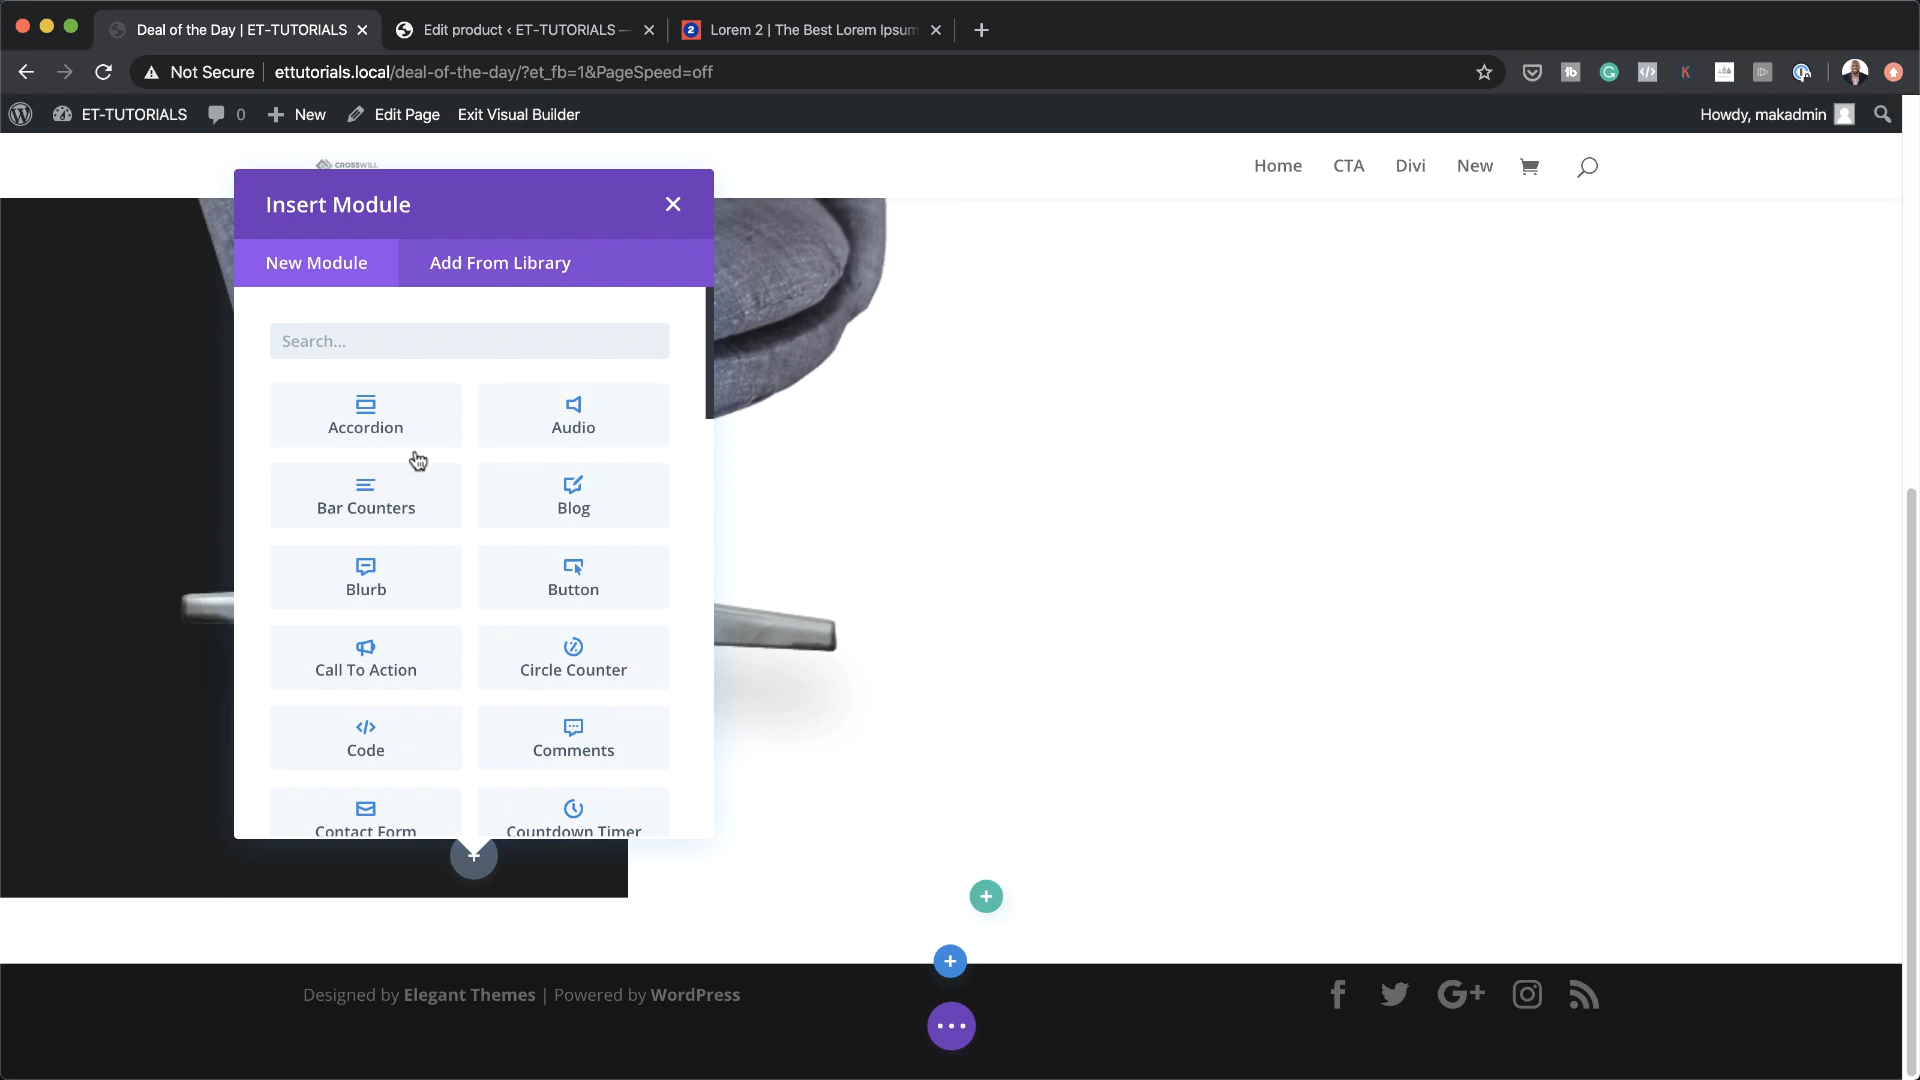 Deal of the Day | ET-TUTORIALS
Edit product ‹ ET-TUTORIALS —
Lorem 2 | The Best Lorem Ipsum
Not Secure
ettutorials.local/deal-of-the-day/?et_fb=1&PageSpeed=off
ET-TUTORIALS
0
New
Edit Page
Exit Visual Builder
Howdy, makadmin
CROSSWILL
Home
CTA
Divi
New
Insert Module
New Module
Add From Library
Search...
Accordion
Audio
Bar Counters
Blog
Blurb
Button
Call To Action
Circle Counter
Code
Comments
Contact Form
Countdown Timer
Designed by Elegant Themes | Powered by WordPress